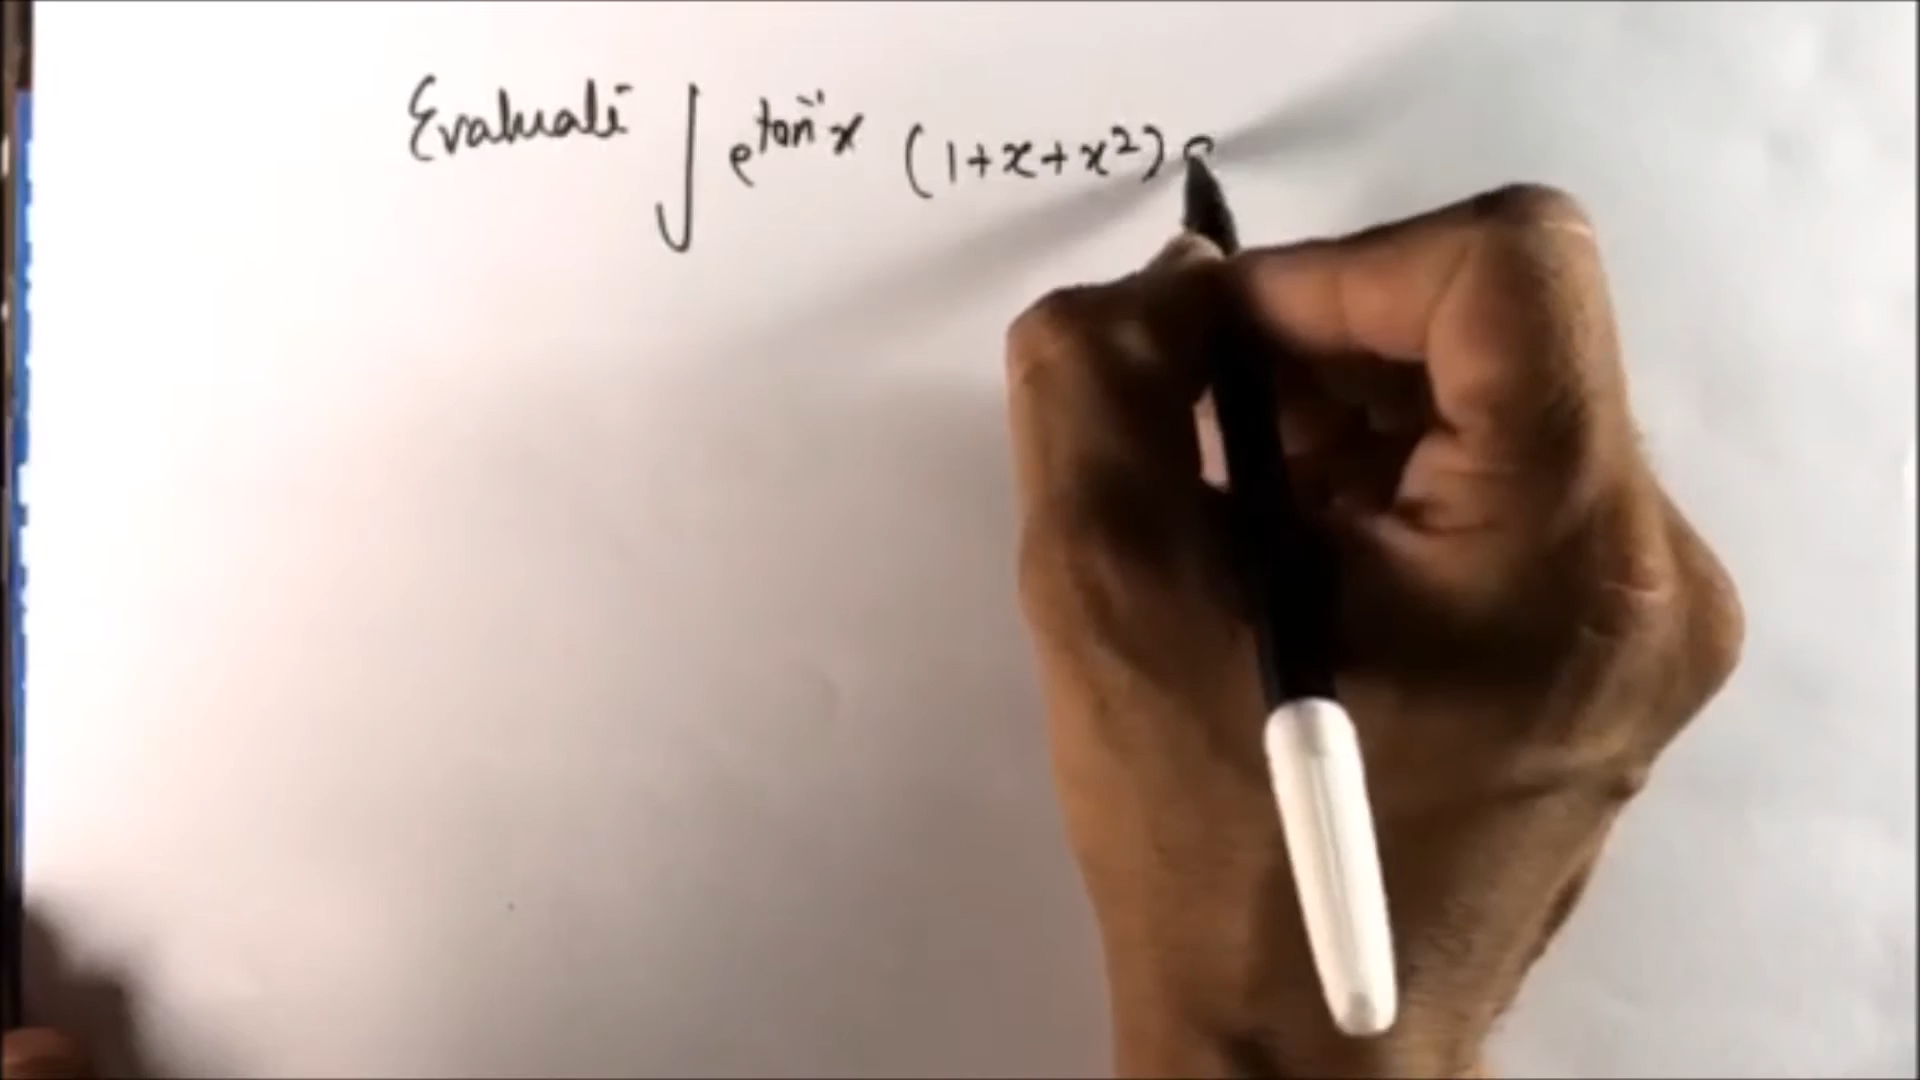 Evaluate ∫ e^{tan⁻¹x} (1+x+x²)